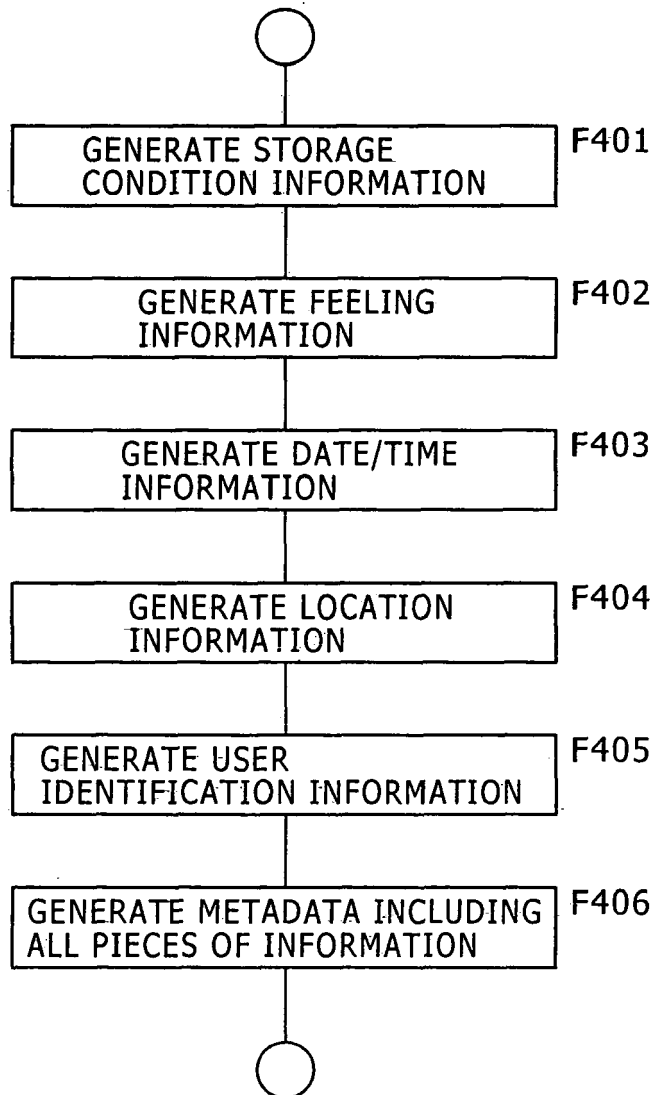 GENERATE STORAGE
CONDITION INFORMATION
F401
GENERATE FEELING
INFORMATION
F402
GENERATE DATE/TIME
INFORMATION
F403
GENERATE LOCATION
INFORMATION
F404
GENERATE USER
IDENTIFICATION INFORMATION
F405
GENERATE METADATA INCLUDING
ALL PIECES OF INFORMATION
F406